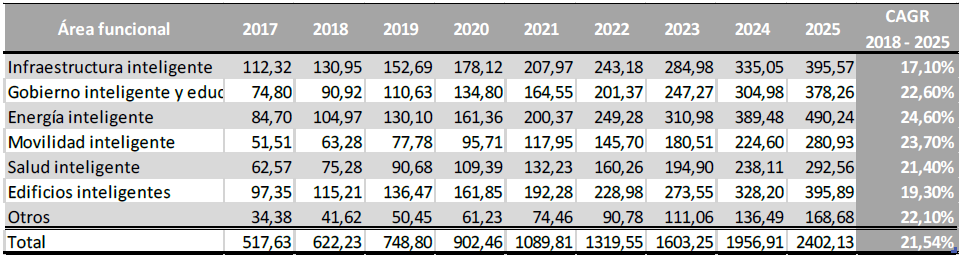 Área funcional 2017 2018 2019 2020 2021 2022 2023 2024 2025 CAGR 2018 - 2025
Infraestructura inteligente 112,32 130,95 152,69 178,12 207,97 243,18 284,98 335,05 395,57 17,10%
Gobierno inteligente y educ 74,80 90,92 110,63 134,80 164,55 201,37 247,27 304,98 378,26 22,60%
Energía inteligente 84,70 104,97 130,10 161,36 200,37 249,28 310,98 389,48 490,24 24,60%
Movilidad inteligente 51,51 63,28 77,78 95,71 117,95 145,70 180,51 224,60 280,93 23,70%
Salud inteligente 62,57 75,28 90,68 109,39 132,23 160,26 194,90 238,11 292,56 21,40%
Edificios inteligentes 97,35 115,21 136,47 161,85 192,28 228,98 273,55 328,20 395,89 19,30%
Otros 34,38 41,62 50,45 61,23 74,46 90,78 111,06 136,49 168,68 22,10%
Total 517,63 622,23 748,80 902,46 1089,81 1319,55 1603,25 1956,91 2402,13 21,54%